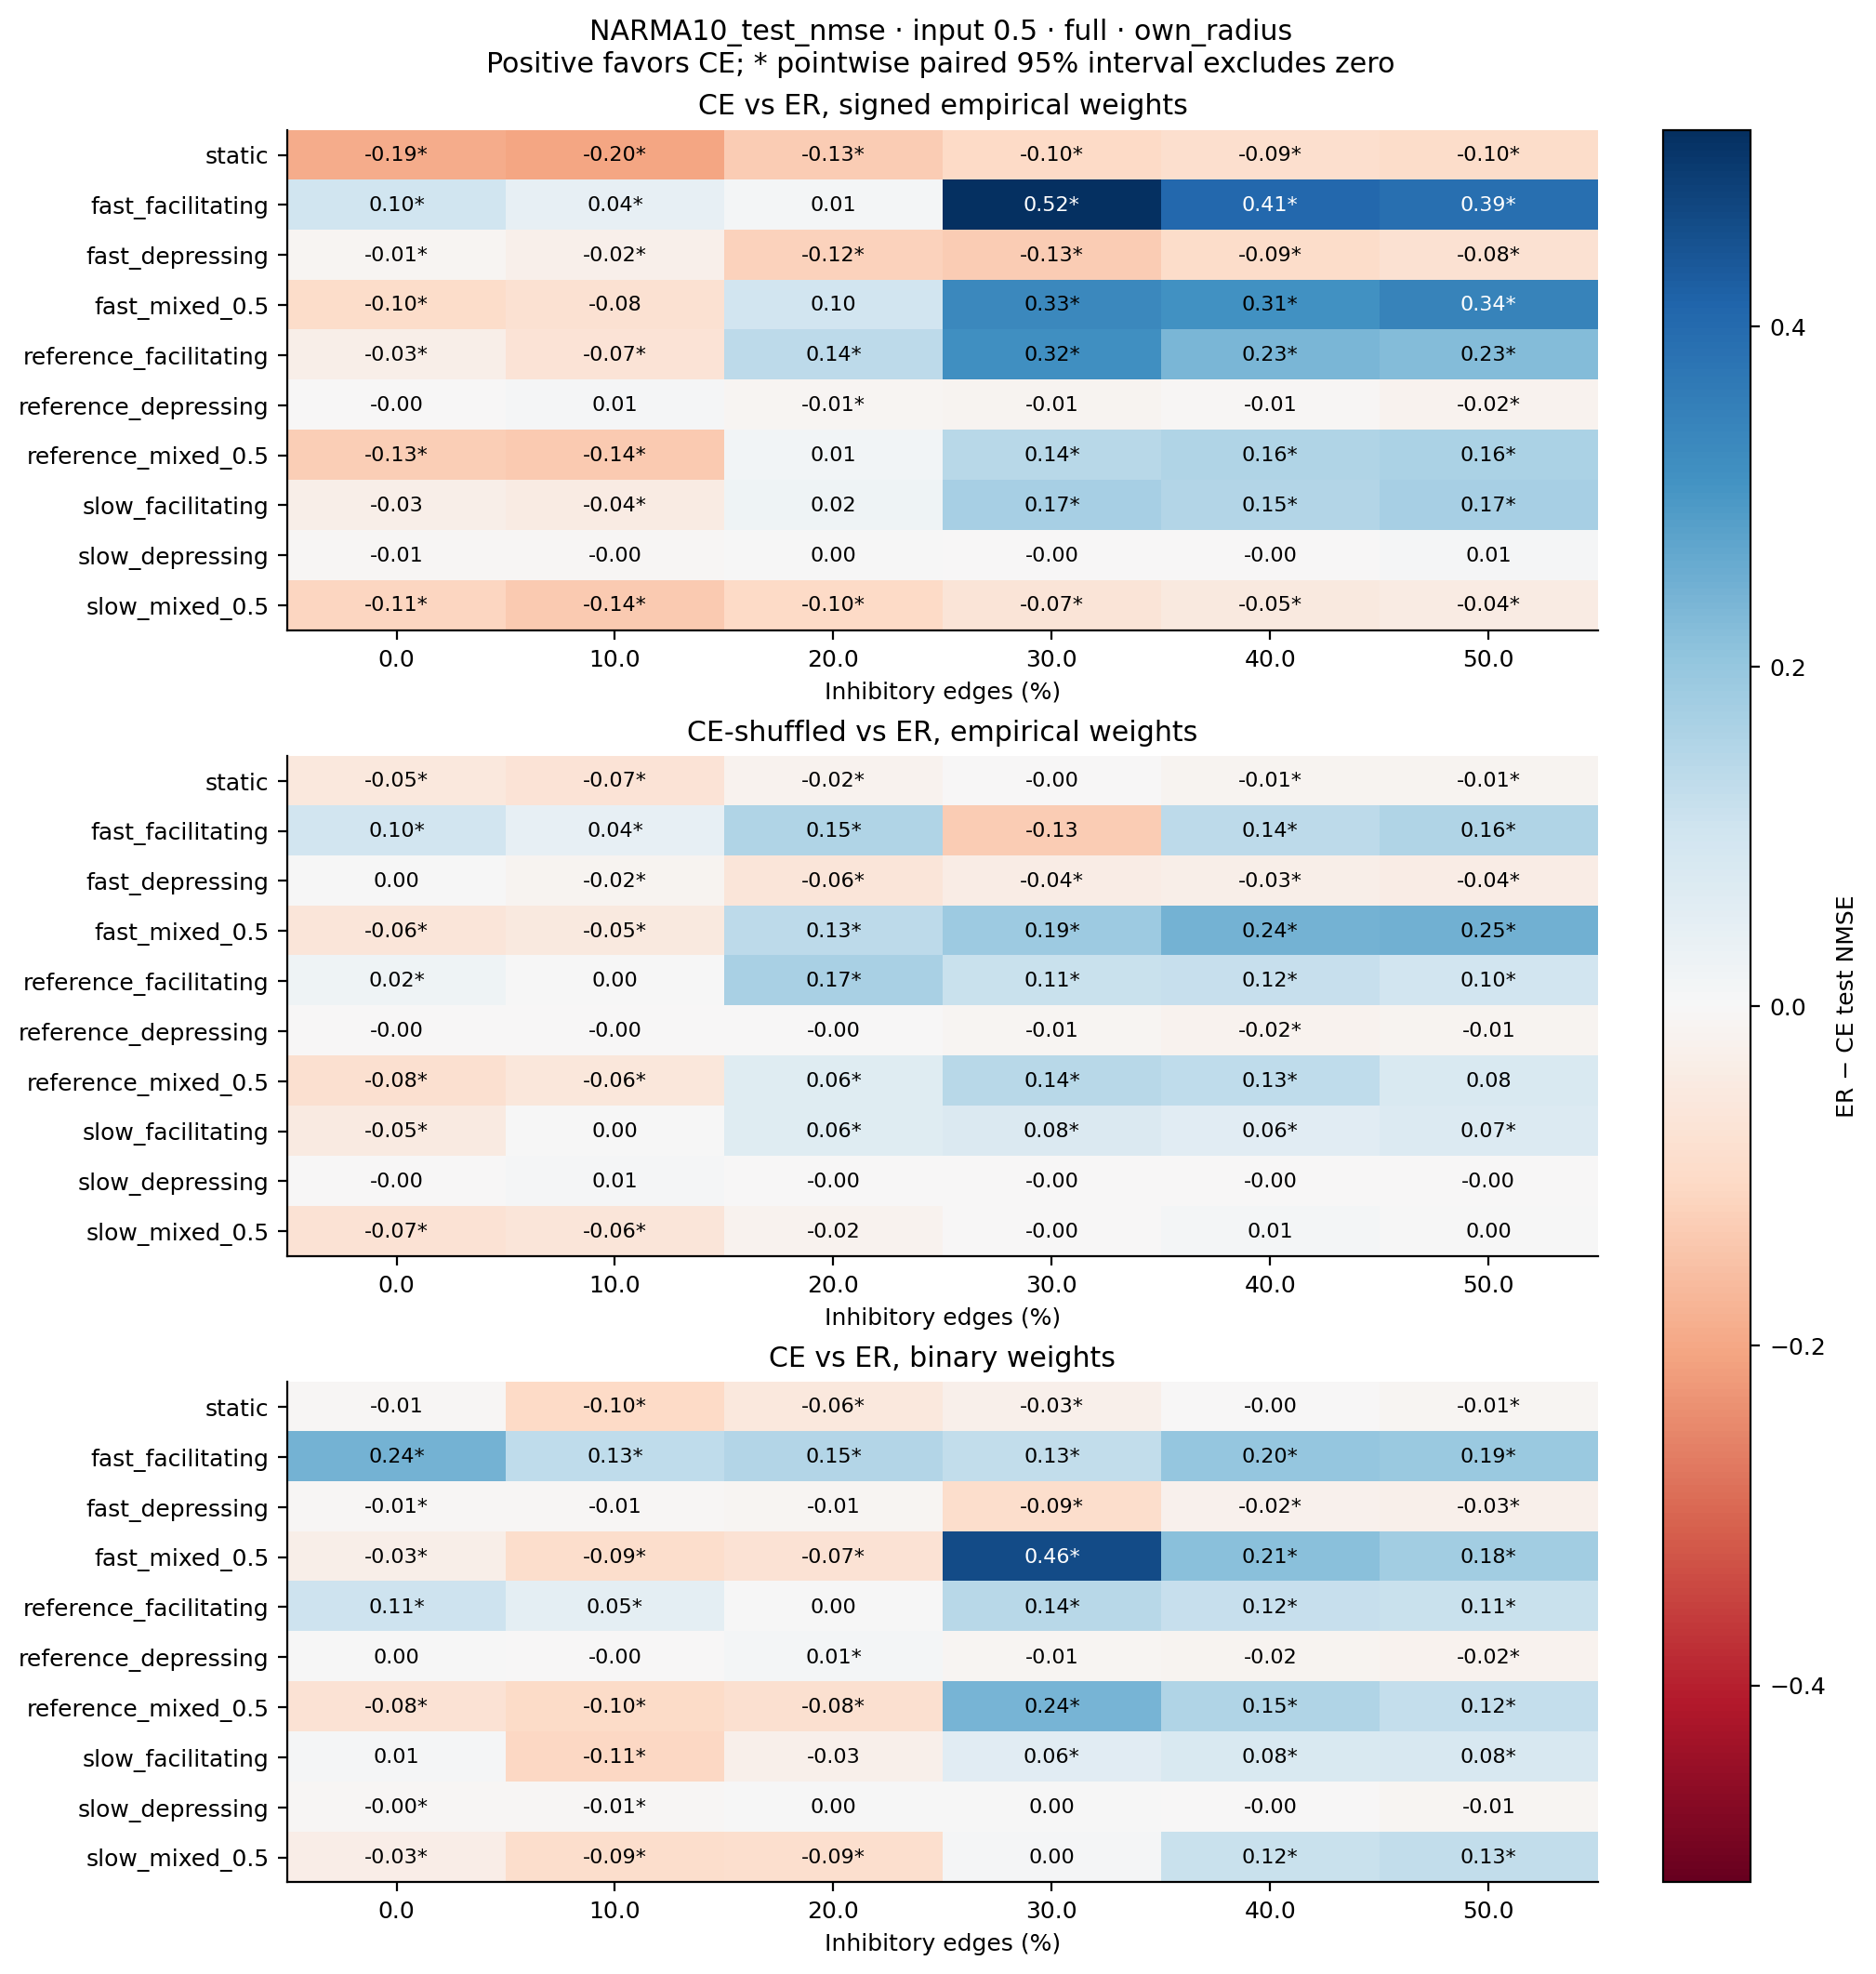 NARMA10_test_nmse · input 0.5 · full · own_radius
Positive favors CE; * pointwise paired 95% interval excludes zero
CE vs ER, signed empirical weights
static -0.19* -0.20* -0.13* -0.10* -0.09* -0.10*
fast_facilitating 0.10* 0.04* 0.01 0.52* 0.41* 0.39*
fast_depressing -0.01* -0.02* -0.12* -0.13* -0.09* -0.08*
fast_mixed_0.5 -0.10* -0.08 0.10 0.33* 0.31* 0.34*
reference_facilitating -0.03* -0.07* 0.14* 0.32* 0.23* 0.23*
reference_depressing -0.00 0.01 -0.01* -0.01 -0.01 -0.02*
reference_mixed_0.5 -0.13* -0.14* 0.01 0.14* 0.16* 0.16*
slow_facilitating -0.03 -0.04* 0.02 0.17* 0.15* 0.17*
slow_depressing -0.01 -0.00 0.00 -0.00 -0.00 0.01
slow_mixed_0.5 -0.11* -0.14* -0.10* -0.07* -0.05* -0.04*
0.0 10.0 20.0 30.0 40.0 50.0
Inhibitory edges (%)
CE-shuffled vs ER, empirical weights
static -0.05* -0.07* -0.02* -0.00 -0.01* -0.01*
fast_facilitating 0.10* 0.04* 0.15* -0.13 0.14* 0.16*
fast_depressing 0.00 -0.02* -0.06* -0.04* -0.03* -0.04*
fast_mixed_0.5 -0.06* -0.05* 0.13* 0.19* 0.24* 0.25*
reference_facilitating 0.02* 0.00 0.17* 0.11* 0.12* 0.10*
reference_depressing -0.00 -0.00 -0.00 -0.01 -0.02* -0.01
reference_mixed_0.5 -0.08* -0.06* 0.06* 0.14* 0.13* 0.08
slow_facilitating -0.05* 0.00 0.06* 0.08* 0.06* 0.07*
slow_depressing -0.00 0.01 -0.00 -0.00 -0.00 -0.00
slow_mixed_0.5 -0.07* -0.06* -0.02 -0.00 0.01 0.00
0.0 10.0 20.0 30.0 40.0 50.0
Inhibitory edges (%)
CE vs ER, binary weights
static -0.01 -0.10* -0.06* -0.03* -0.00 -0.01*
fast_facilitating 0.24* 0.13* 0.15* 0.13* 0.20* 0.19*
fast_depressing -0.01* -0.01 -0.01 -0.09* -0.02* -0.03*
fast_mixed_0.5 -0.03* -0.09* -0.07* 0.46* 0.21* 0.18*
reference_facilitating 0.11* 0.05* 0.00 0.14* 0.12* 0.11*
reference_depressing 0.00 -0.00 0.01* -0.01 -0.02 -0.02*
reference_mixed_0.5 -0.08* -0.10* -0.08* 0.24* 0.15* 0.12*
slow_facilitating 0.01 -0.11* -0.03 0.06* 0.08* 0.08*
slow_depressing -0.00* -0.01* 0.00 0.00 -0.00 -0.01
slow_mixed_0.5 -0.03* -0.09* -0.09* 0.00 0.12* 0.13*
0.0 10.0 20.0 30.0 40.0 50.0
Inhibitory edges (%)
0.4
0.2
0.0
−0.2
−0.4
ER − CE test NMSE